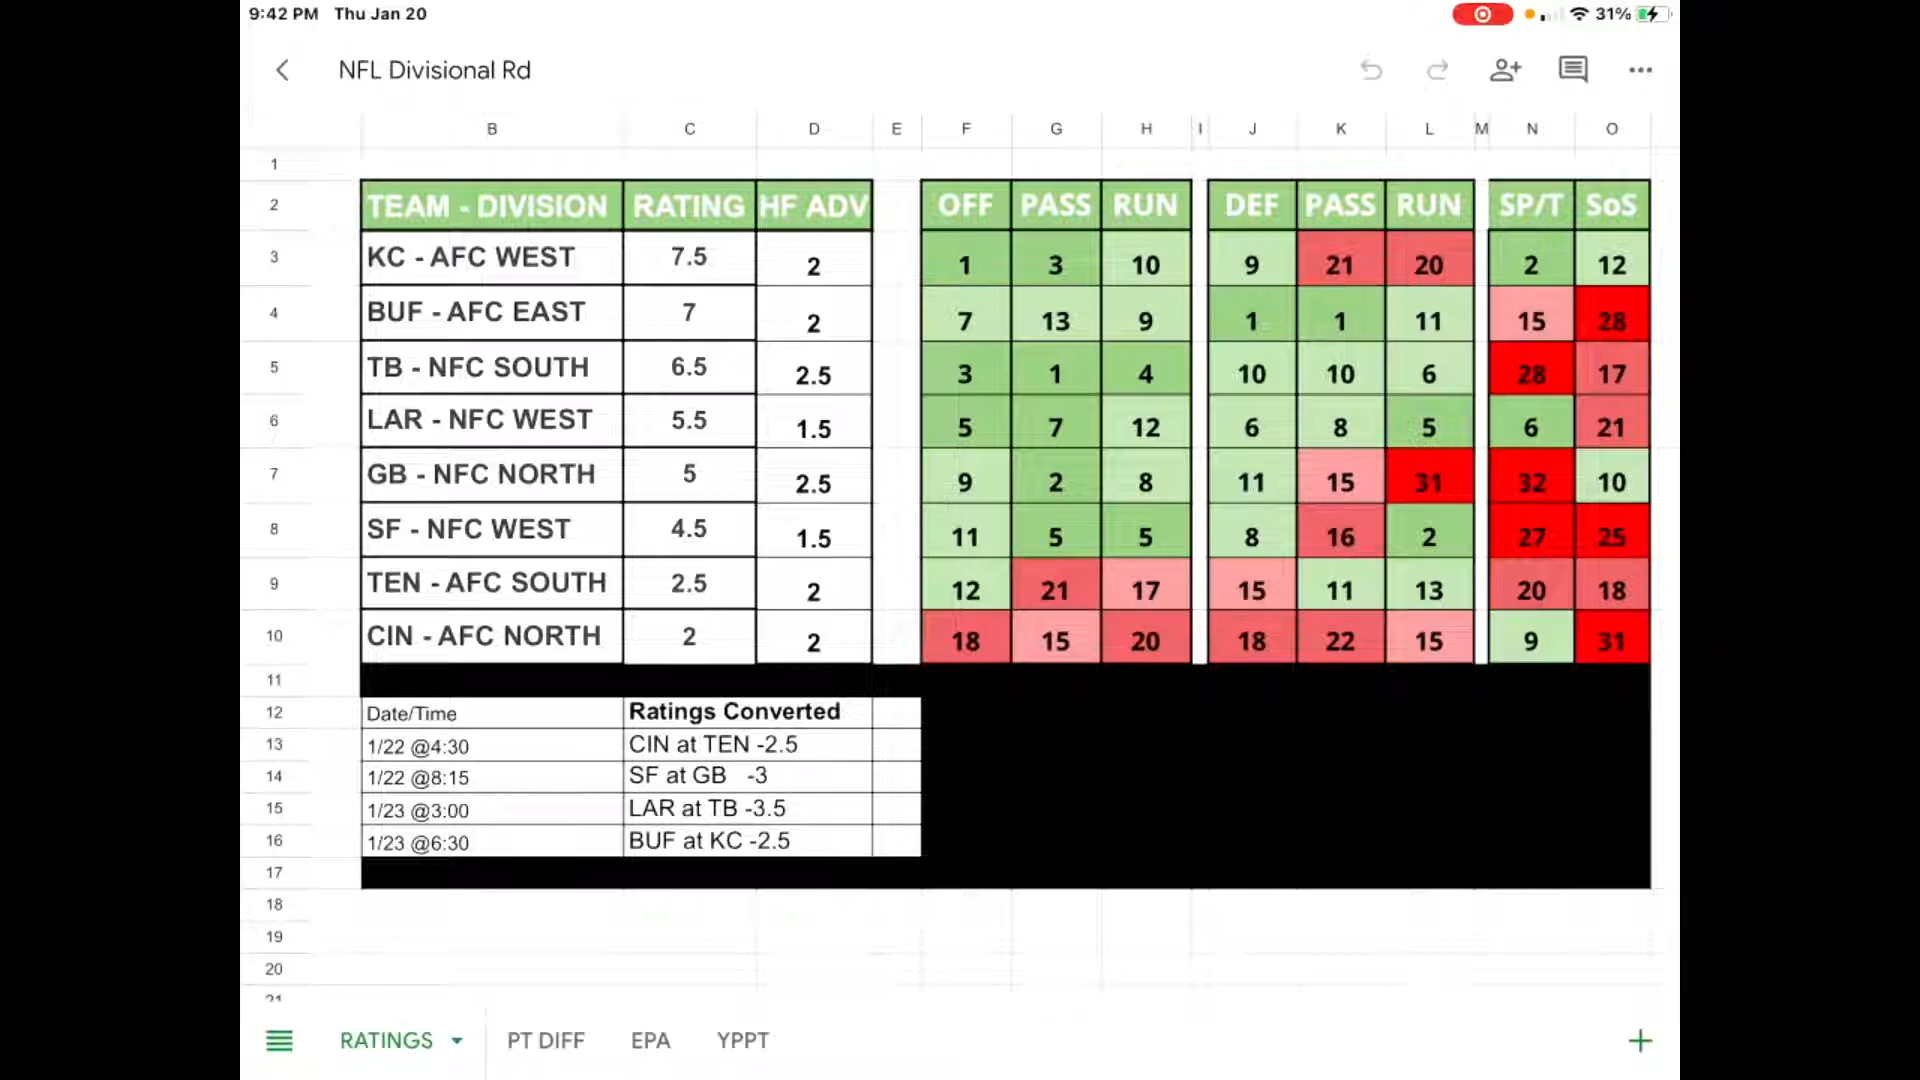 9:42 PM Thu Jan 20
31%
NFL Divisional Rd
B C D E F G H I J K L M N O
1
2 TEAM - DIVISION RATING HF ADV OFF PASS RUN DEF PASS RUN SP/T SoS
3 KC - AFC WEST 7.5 2 1 3 10 9 21 20 2 12
4 BUF - AFC EAST 7 2 7 13 9 1 1 11 15 28
5 TB - NFC SOUTH 6.5 2.5 3 1 4 10 10 6 28 17
6 LAR - NFC WEST 5.5 1.5 5 7 12 6 8 5 6 21
7 GB - NFC NORTH 5 2.5 9 2 8 11 15 31 32 10
8 SF - NFC WEST 4.5 1.5 11 5 5 8 16 2 27 25
9 TEN - AFC SOUTH 2.5 2 12 21 17 15 11 13 20 18
10 CIN - AFC NORTH 2 2 18 15 20 18 22 15 9 31
11
12 Date/Time Ratings Converted
13 1/22 @4:30 CIN at TEN -2.5
14 1/22 @8:15 SF at GB -3
15 1/23 @3:00 LAR at TB -3.5
16 1/23 @6:30 BUF at KC -2.5
17
18
19
20
21
RATINGS PT DIFF EPA YPPT